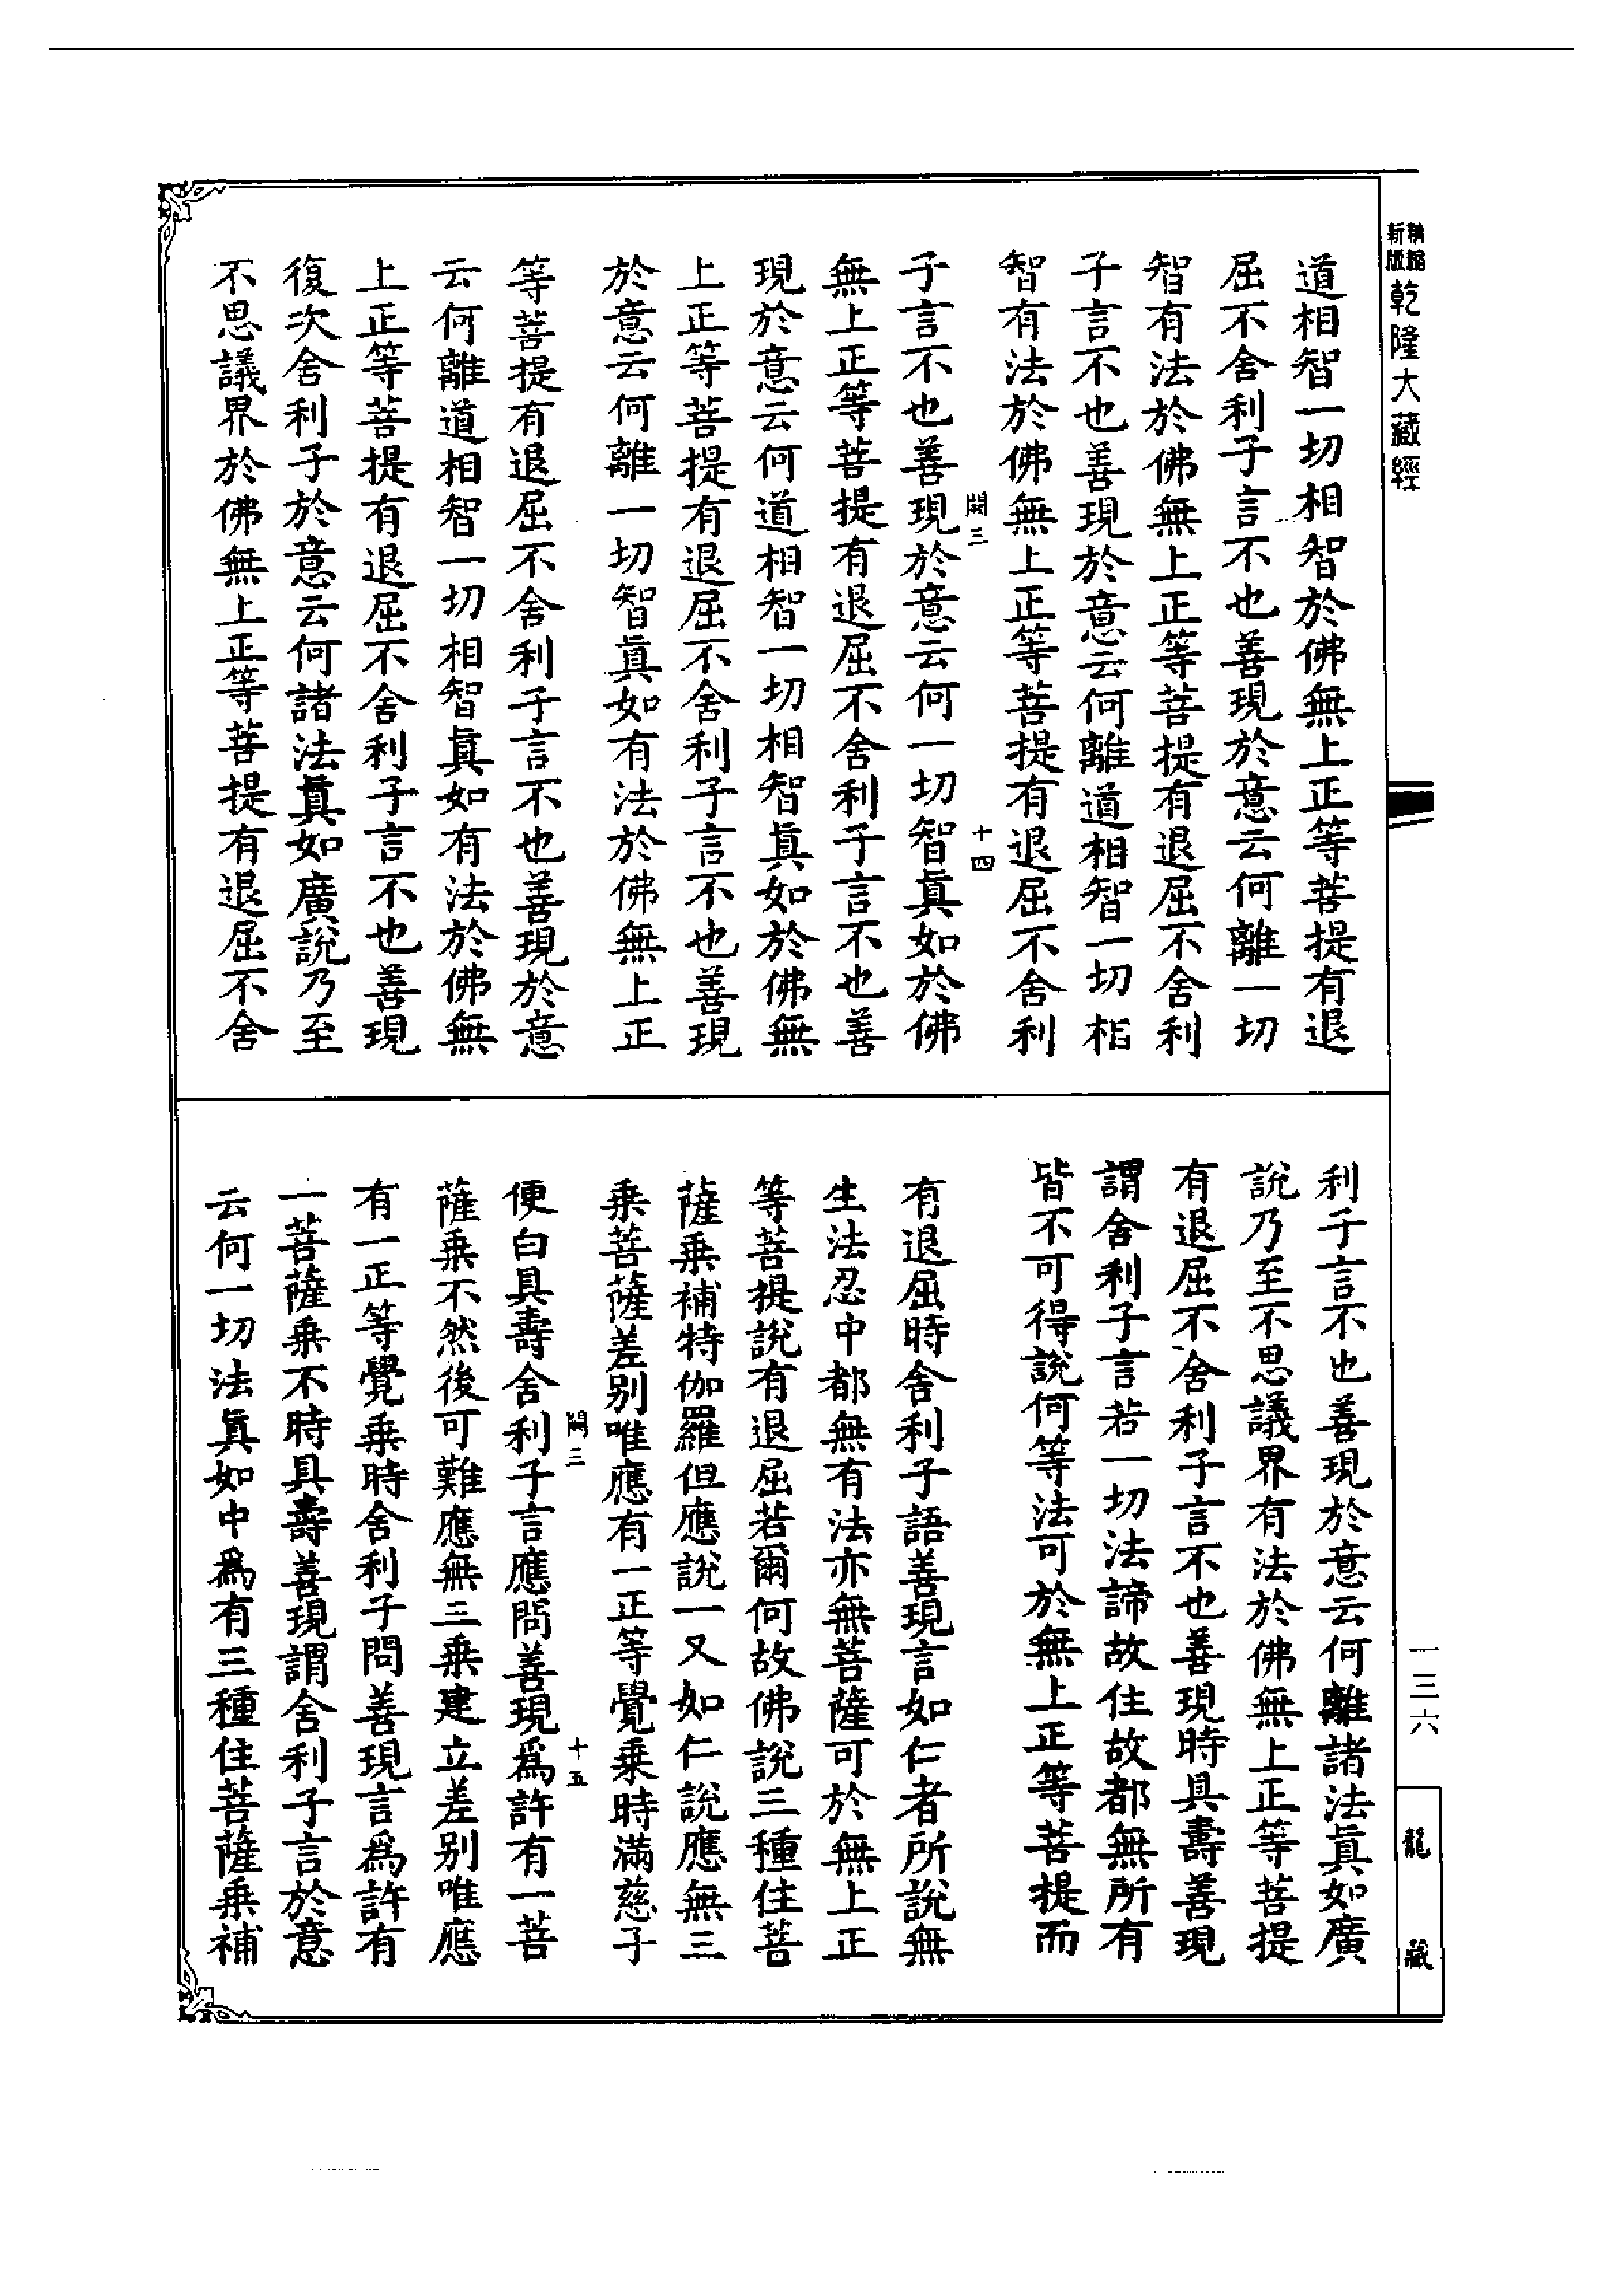 精縮
新版
乾隆大藏經
道相智一切相智於佛無上正等菩提有退
屈不舍利子言不也善現於意云何離一切
智有法於佛無上正等菩提有退屈不舍利
子言不也善現於意云何離道相智一切相
智有法於佛無上正等菩提有退屈不舍利
闕三
十四
子言不也善現於意云何一切智真如於佛
無上正等菩提有退屈不舍利子言不也善
現於意云何道相智一切相智真如於佛無
上正等菩提有退屈不舍利子言不也善現
於意云何離一切智真如有法於佛無上正
等菩提有退屈不舍利子言不也善現於意
云何離道相智一切相智真如有法於佛無
上正等菩提有退屈不舍利子言不也善現
復次舍利子於意云何諸法真如廣說乃至
不思議界於佛無上正等菩提有退屈不舍
利子言不也善現於意云何離諸法真如廣
說乃至不思議界有法於佛無上正等菩提
有退屈不舍利子言不也善現時具壽善現
謂舍利子言若一切法諦故住故都無所有
皆不可得說何等法可於無上正等菩提而
有退屈時舍利子語善現言如仁者所說無
生法忍中都無有法亦無菩薩可於無上正
等菩提說有退屈若爾何故佛說三種住菩
薩乘補特伽羅但應說一又如仁說應無三
乘菩薩差別唯應有一正等覺乘時滿慈子
闕三
十五
便白具壽舍利子言應問善現為許有一菩
薩乘不然後可難應無三乘建立差別唯應
有一正等覺乘時舍利子問善現言為許有
一菩薩乘不時具壽善現謂舍利子言於意
云何一切法真如中為有三種住菩薩乘補
一三六
龍藏